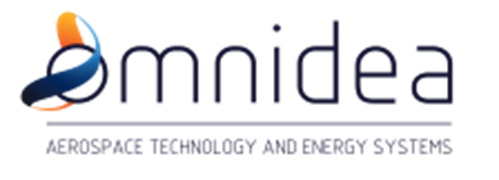 omnidea
AEROSPACE TECHNOLOGY AND ENERGY SYSTEMS